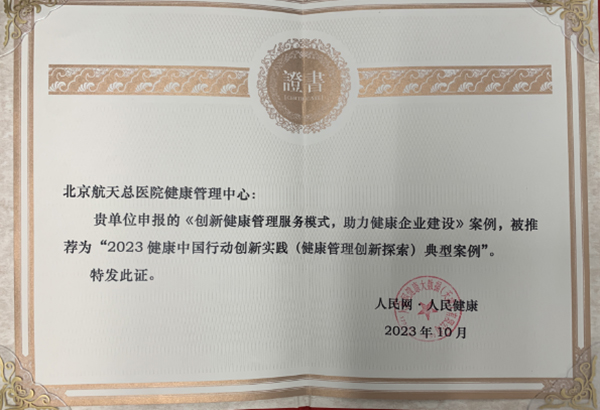 證書
北京航天总医院健康管理中心：
贵单位申报的《创新健康管理服务模式，助力健康企业建设》案例，被推
荐为“2023 健康中国行动创新实践（健康管理创新探索）典型案例”。
特发此证。
人民网·人民健康
2023 年 10 月